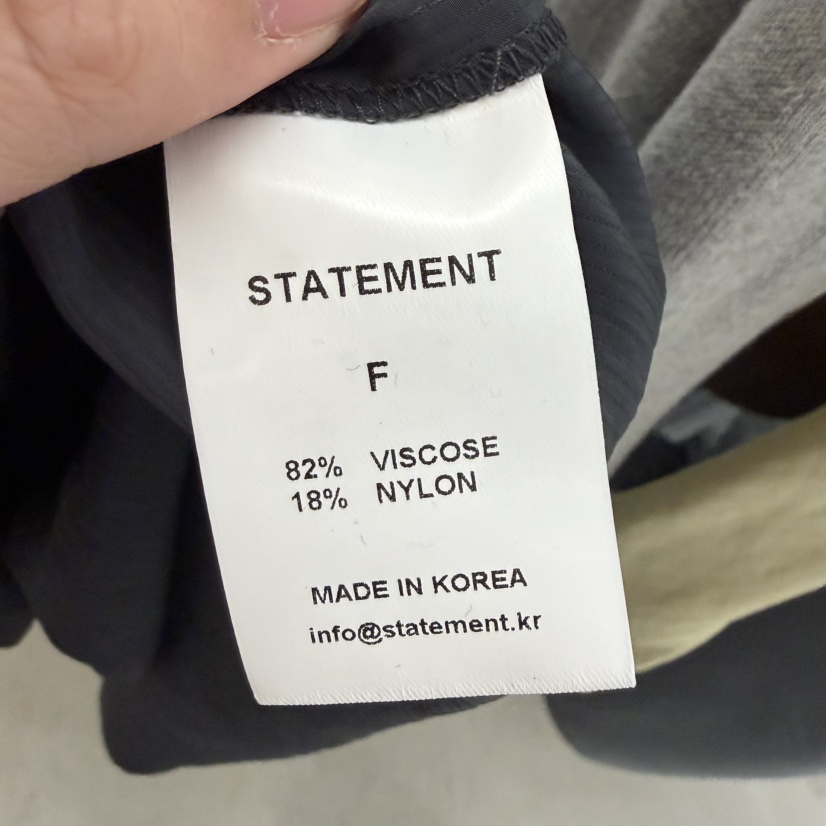 STATEMENT
F
82% VISCOSE
18% NYLON
MADE IN KOREA
info@statement.kr